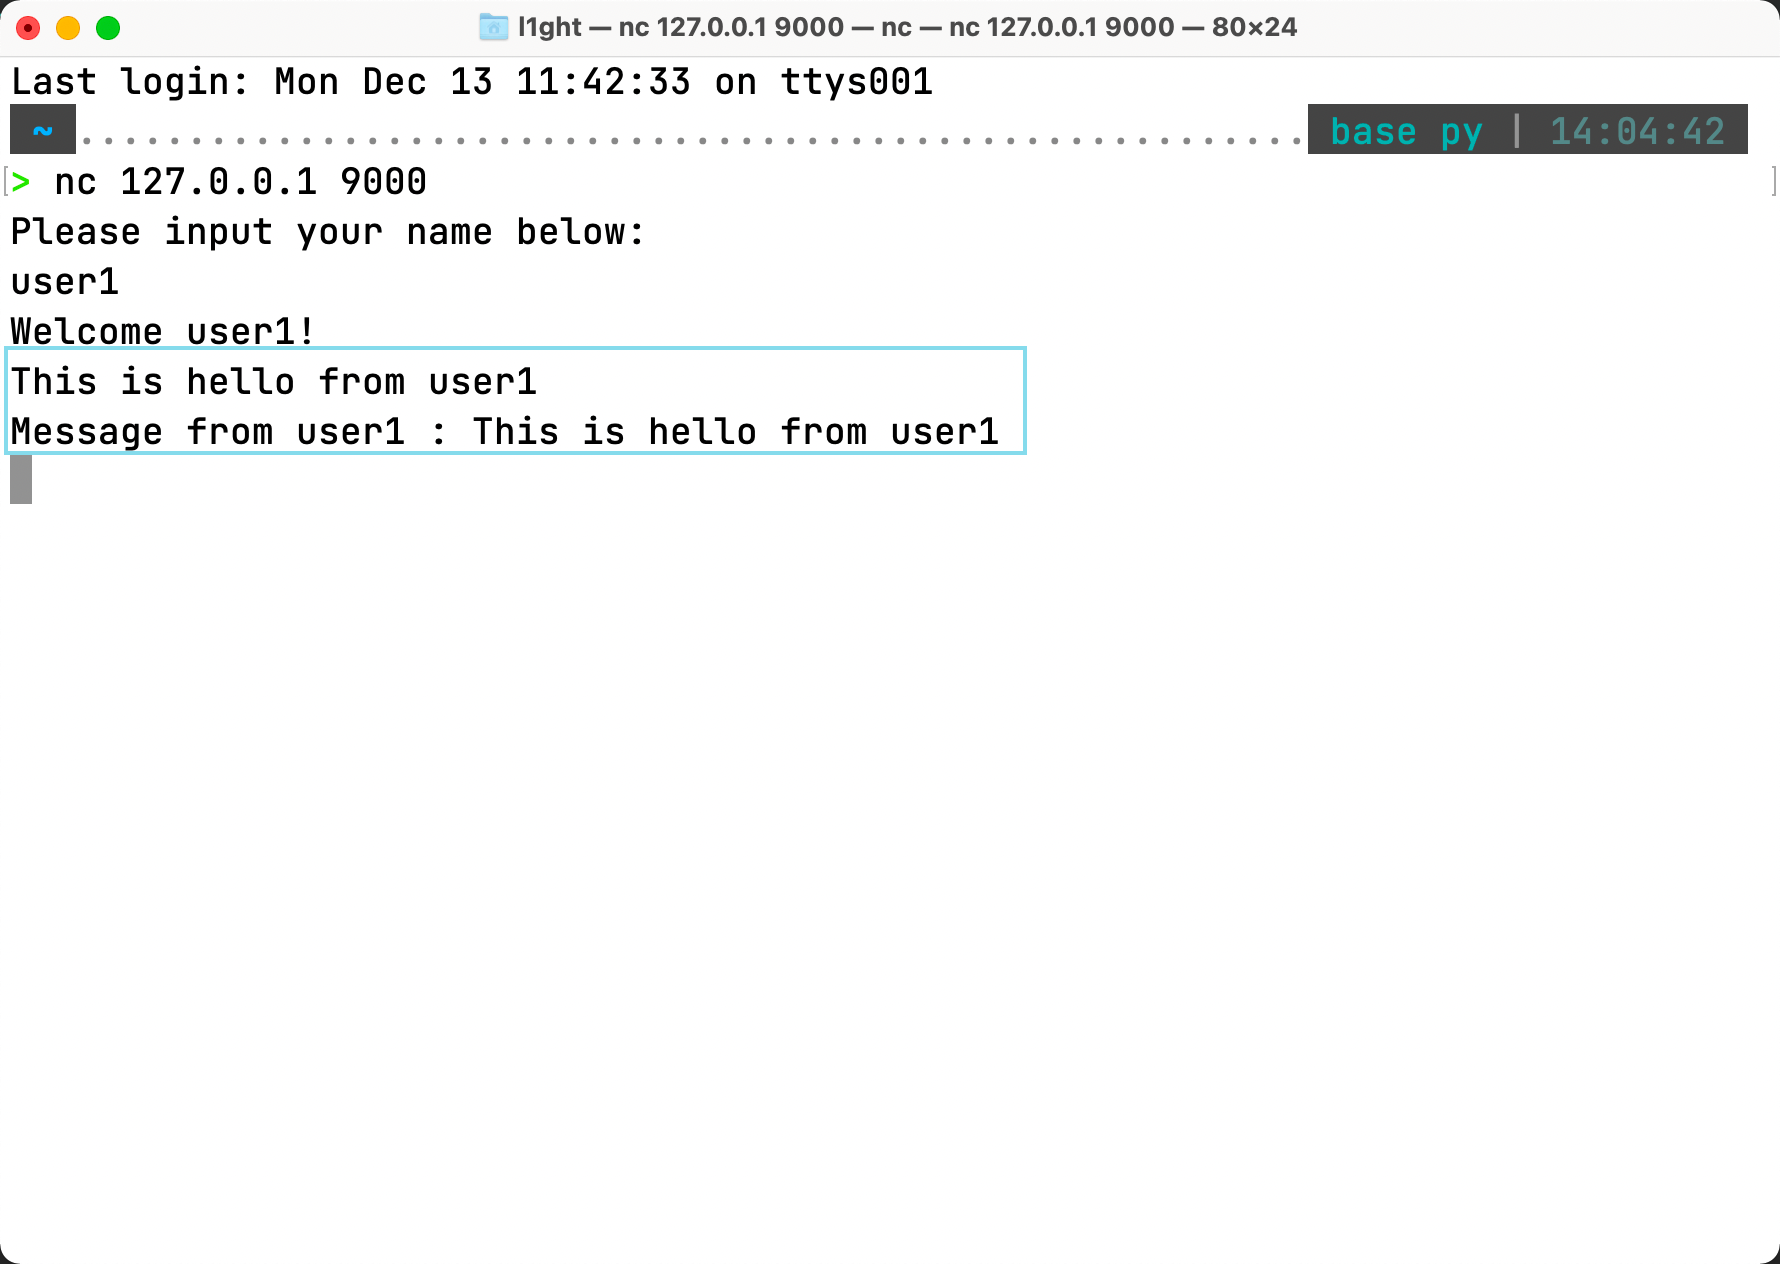 l1ght — nc 127.0.0.1 9000 — nc — nc 127.0.0.1 9000 — 80×24
Last login: Mon Dec 13 11:42:33 on ttys001
~ ........................................................ base py | 14:04:42
[> nc 127.0.0.1 9000 ]
Please input your name below:
user1
Welcome user1!
This is hello from user1
Message from user1 : This is hello from user1